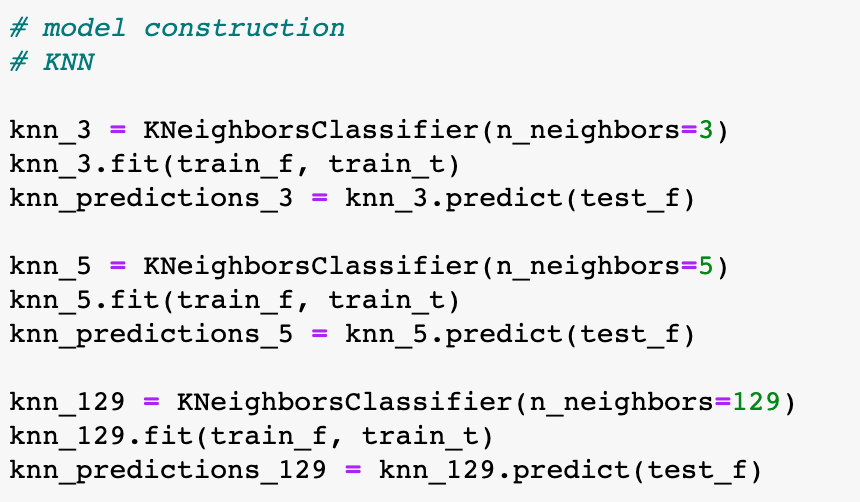 # model construction
# KNN
knn_3 = KNeighborsClassifier(n_neighbors=3)
knn_3.fit(train_f, train_t)
knn_predictions_3 = knn_3.predict(test_f)
knn_5 = KNeighborsClassifier(n_neighbors=5)
knn_5.fit(train_f, train_t)
knn_predictions_5 = knn_5.predict(test_f)
knn_129 = KNeighborsClassifier(n_neighbors=129)
knn_129.fit(train_f, train_t)
knn_predictions_129 = knn_129.predict(test_f)